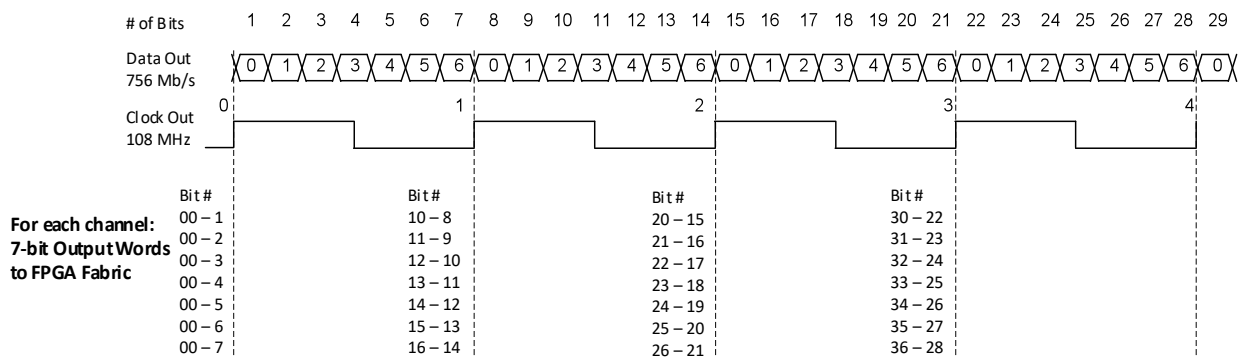 # of Bits 1 2 3 4 5 6 7 8 9 10 11 12 13 14 15 16 17 18 19 20 21 22 23 24 25 26 27 28 29
Data Out 0 1 2 3 4 5 6 0 1 2 3 4 5 6 0 1 2 3 4 5 6 0 1 2 3 4 5 6 0
756 Mb/s
0 1 2 3 4
Clock Out
108 MHz
For each channel:
7-bit Output Words
to FPGA Fabric
Bit #
00 – 1
00 – 2
00 – 3
00 – 4
00 – 5
00 – 6
00 – 7
Bit #
10 – 8
11 – 9
12 – 10
13 – 11
14 – 12
15 – 13
16 – 14
Bit #
20 – 15
21 – 16
22 – 17
23 – 18
24 – 19
25 – 20
26 – 21
Bit #
30 – 22
31 – 23
32 – 24
33 – 25
34 – 26
35 – 27
36 – 28